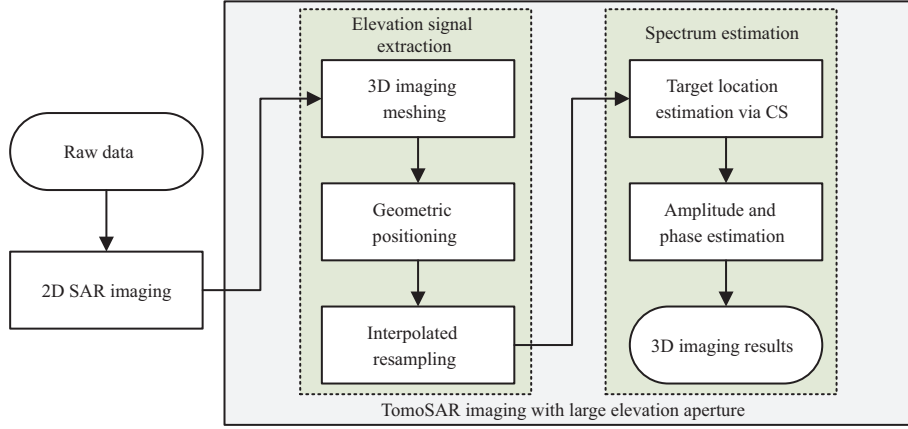 Raw data
2D SAR imaging
Elevation signal
extraction
3D imaging
meshing
Geometric
positioning
Interpolated
resampling
Spectrum estimation
Target location
estimation via CS
Amplitude and
phase estimation
3D imaging results
TomoSAR imaging with large elevation aperture